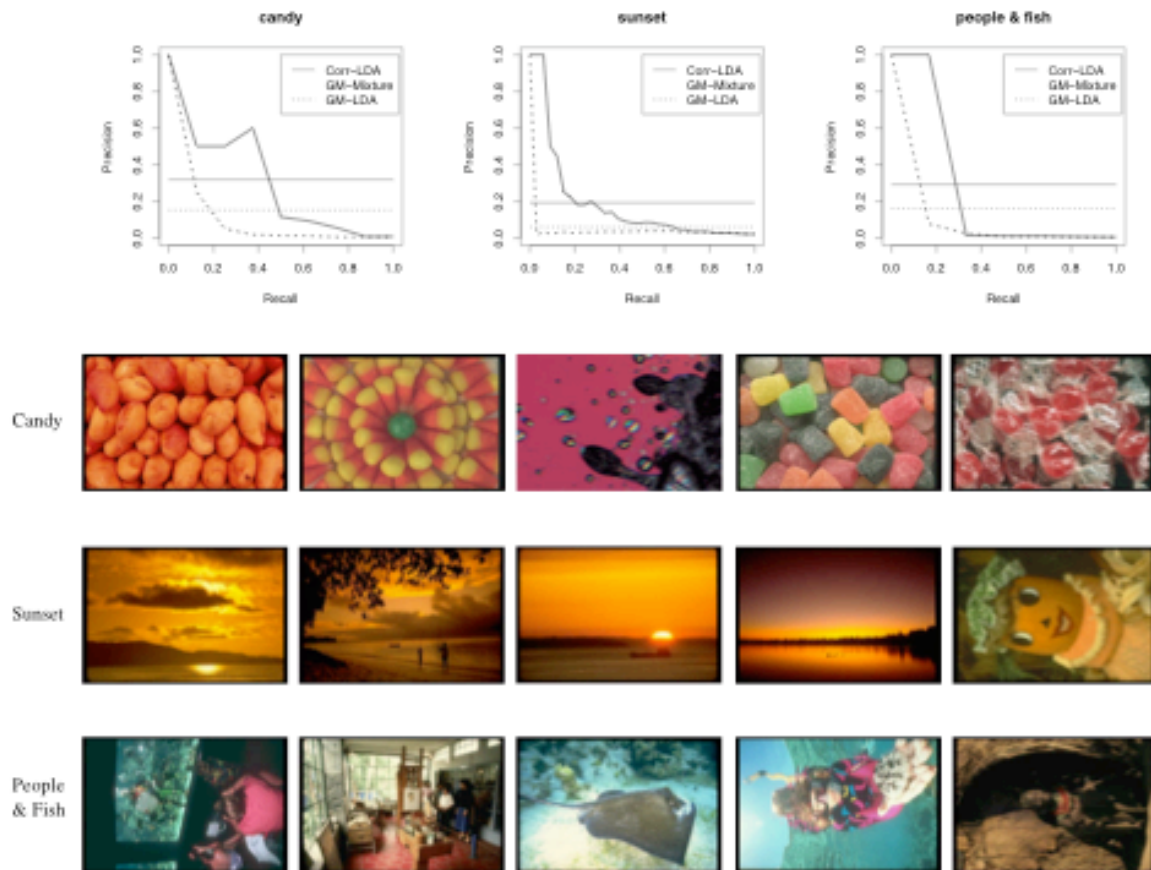 candy
sunset
people & fish
Precision
1.0
0.8
0.6
0.4
0.2
0.0
Corr-LDA
GM-Mixture
GM-LDA
0.0 0.2 0.4 0.6 0.8 1.0
Recall
Precision
1.0
0.8
0.6
0.4
0.2
0.0
Corr-LDA
GM-Mixture
GM-LDA
0.0 0.2 0.4 0.6 0.8 1.0
Recall
Precision
1.0
0.8
0.6
0.4
0.2
0.0
Corr-LDA
GM-Mixture
GM-LDA
0.0 0.2 0.4 0.6 0.8 1.0
Recall
Candy
Sunset
People
& Fish